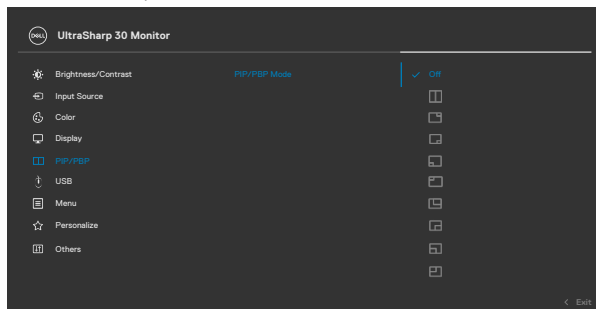 DELL
UltraSharp 30 Monitor
Brightness/Contrast PIP/PBP Mode Off
Input Source
Color
Display
PIP/PBP
USB
Menu
Personalize
Others
Exit